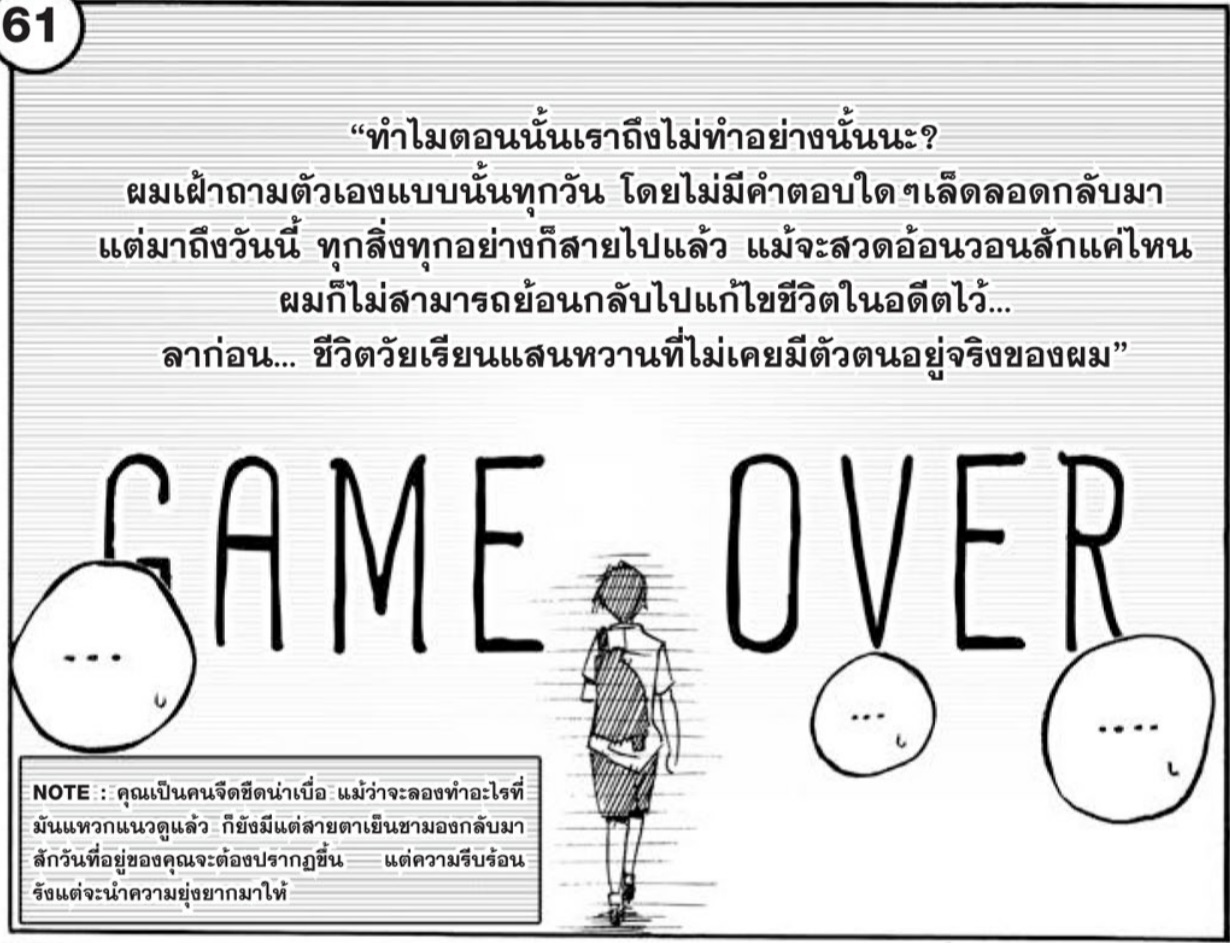 61
“ทำไมตอนนั้นเราถึงไม่ทำอย่างนั้นนะ?
ผมเฝ้าถามตัวเองแบบนั้นทุกวัน โดยไม่มีคำตอบใด ๆเล็ดลอดกลับมา
แต่มาถึงวันนี้ ทุกสิ่งทุกอย่างก็สายไปแล้ว แม้จะสวดอ้อนวอนสักแค่ไหน
ผมก็ไม่สามารถย้อนกลับไปแก้ไขชีวิตในอดีตไว้...
ลาก่อน... ชีวิตวัยเรียนแสนหวานที่ไม่เคยมีตัวตนอยู่จริงของผม”
GAME OVER
...
...
....
NOTE : คุณเป็นคนจืดชืดน่าเบื่อ แม้ว่าจะลองทำอะไรที่
มันแหวกแนวดูแล้ว ก็ยังมีแต่สายตาเย็นชามองกลับมา
สักวันที่อยู่ของคุณจะต้องปรากฏขึ้น แต่ความรีบร้อน
รังแต่จะนำความยุ่งยากมาให้